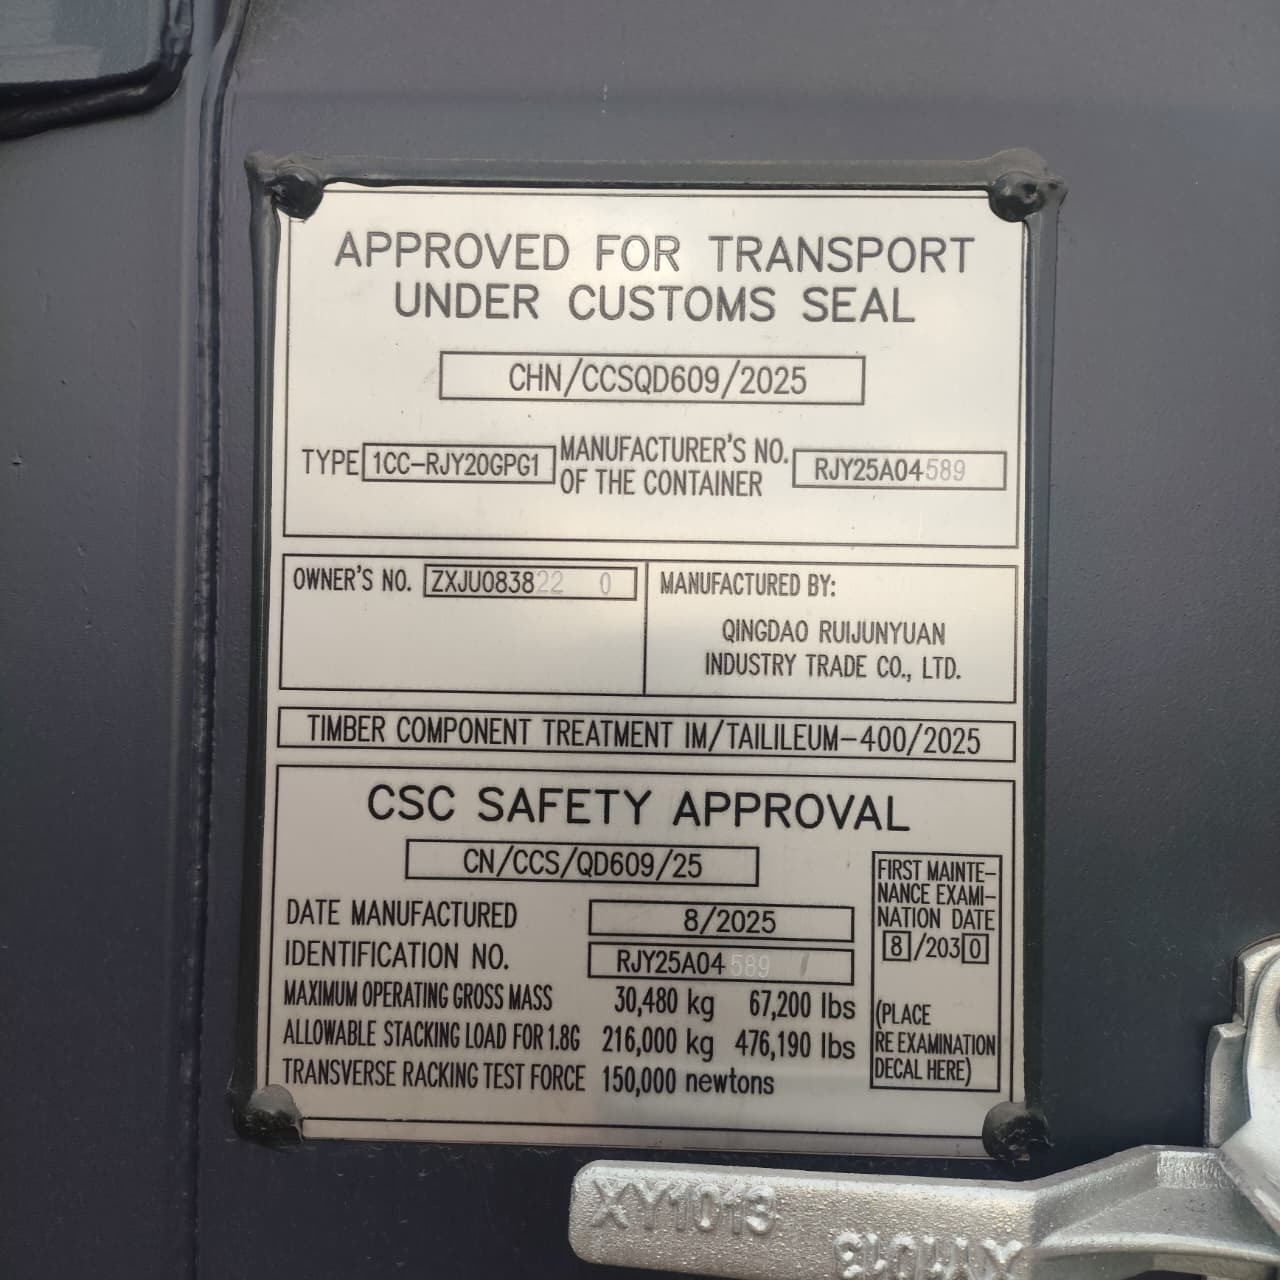 APPROVED FOR TRANSPORT
UNDER CUSTOMS SEAL
CHN/CCSQD609/2025
TYPE 1CC-RJY20GPG1 MANUFACTURER'S NO. OF THE CONTAINER RJY25A04589
OWNER'S NO. ZXJU083822 0
MANUFACTURED BY:
QINGDAO RUIJUNYUAN
INDUSTRY TRADE CO., LTD.
TIMBER COMPONENT TREATMENT IM/TAILILEUM-400/2025
CSC SAFETY APPROVAL
CN/CCS/QD609/25
DATE MANUFACTURED 8/2025
IDENTIFICATION NO. RJY25A04589
MAXIMUM OPERATING GROSS MASS 30,480 kg 67,200 lbs
ALLOWABLE STACKING LOAD FOR 1.8G 216,000 kg 476,190 lbs
TRANSVERSE RACKING TEST FORCE 150,000 newtons
FIRST MAINTE-
NANCE EXAMI-
NATION DATE
8/2030
(PLACE
RE EXAMINATION
DECAL HERE)
XY1013